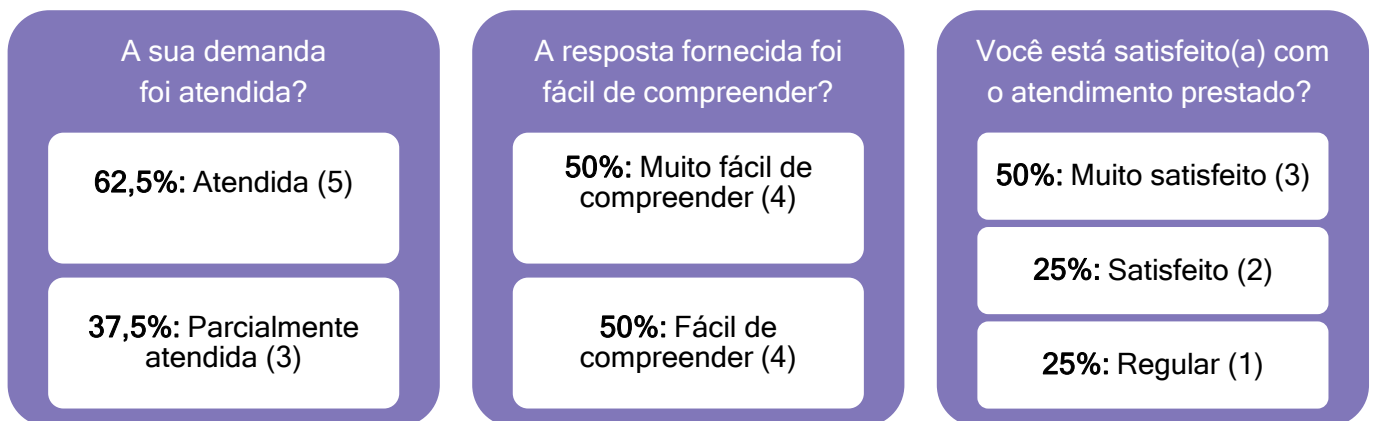 A sua demanda
foi atendida?
62,5%: Atendida (5)
37,5%: Parcialmente
atendida (3)
A resposta fornecida foi
fácil de compreender?
50%: Muito fácil de
compreender (4)
50%: Fácil de
compreender (4)
Você está satisfeito(a) com
o atendimento prestado?
50%: Muito satisfeito (3)
25%: Satisfeito (2)
25%: Regular (1)